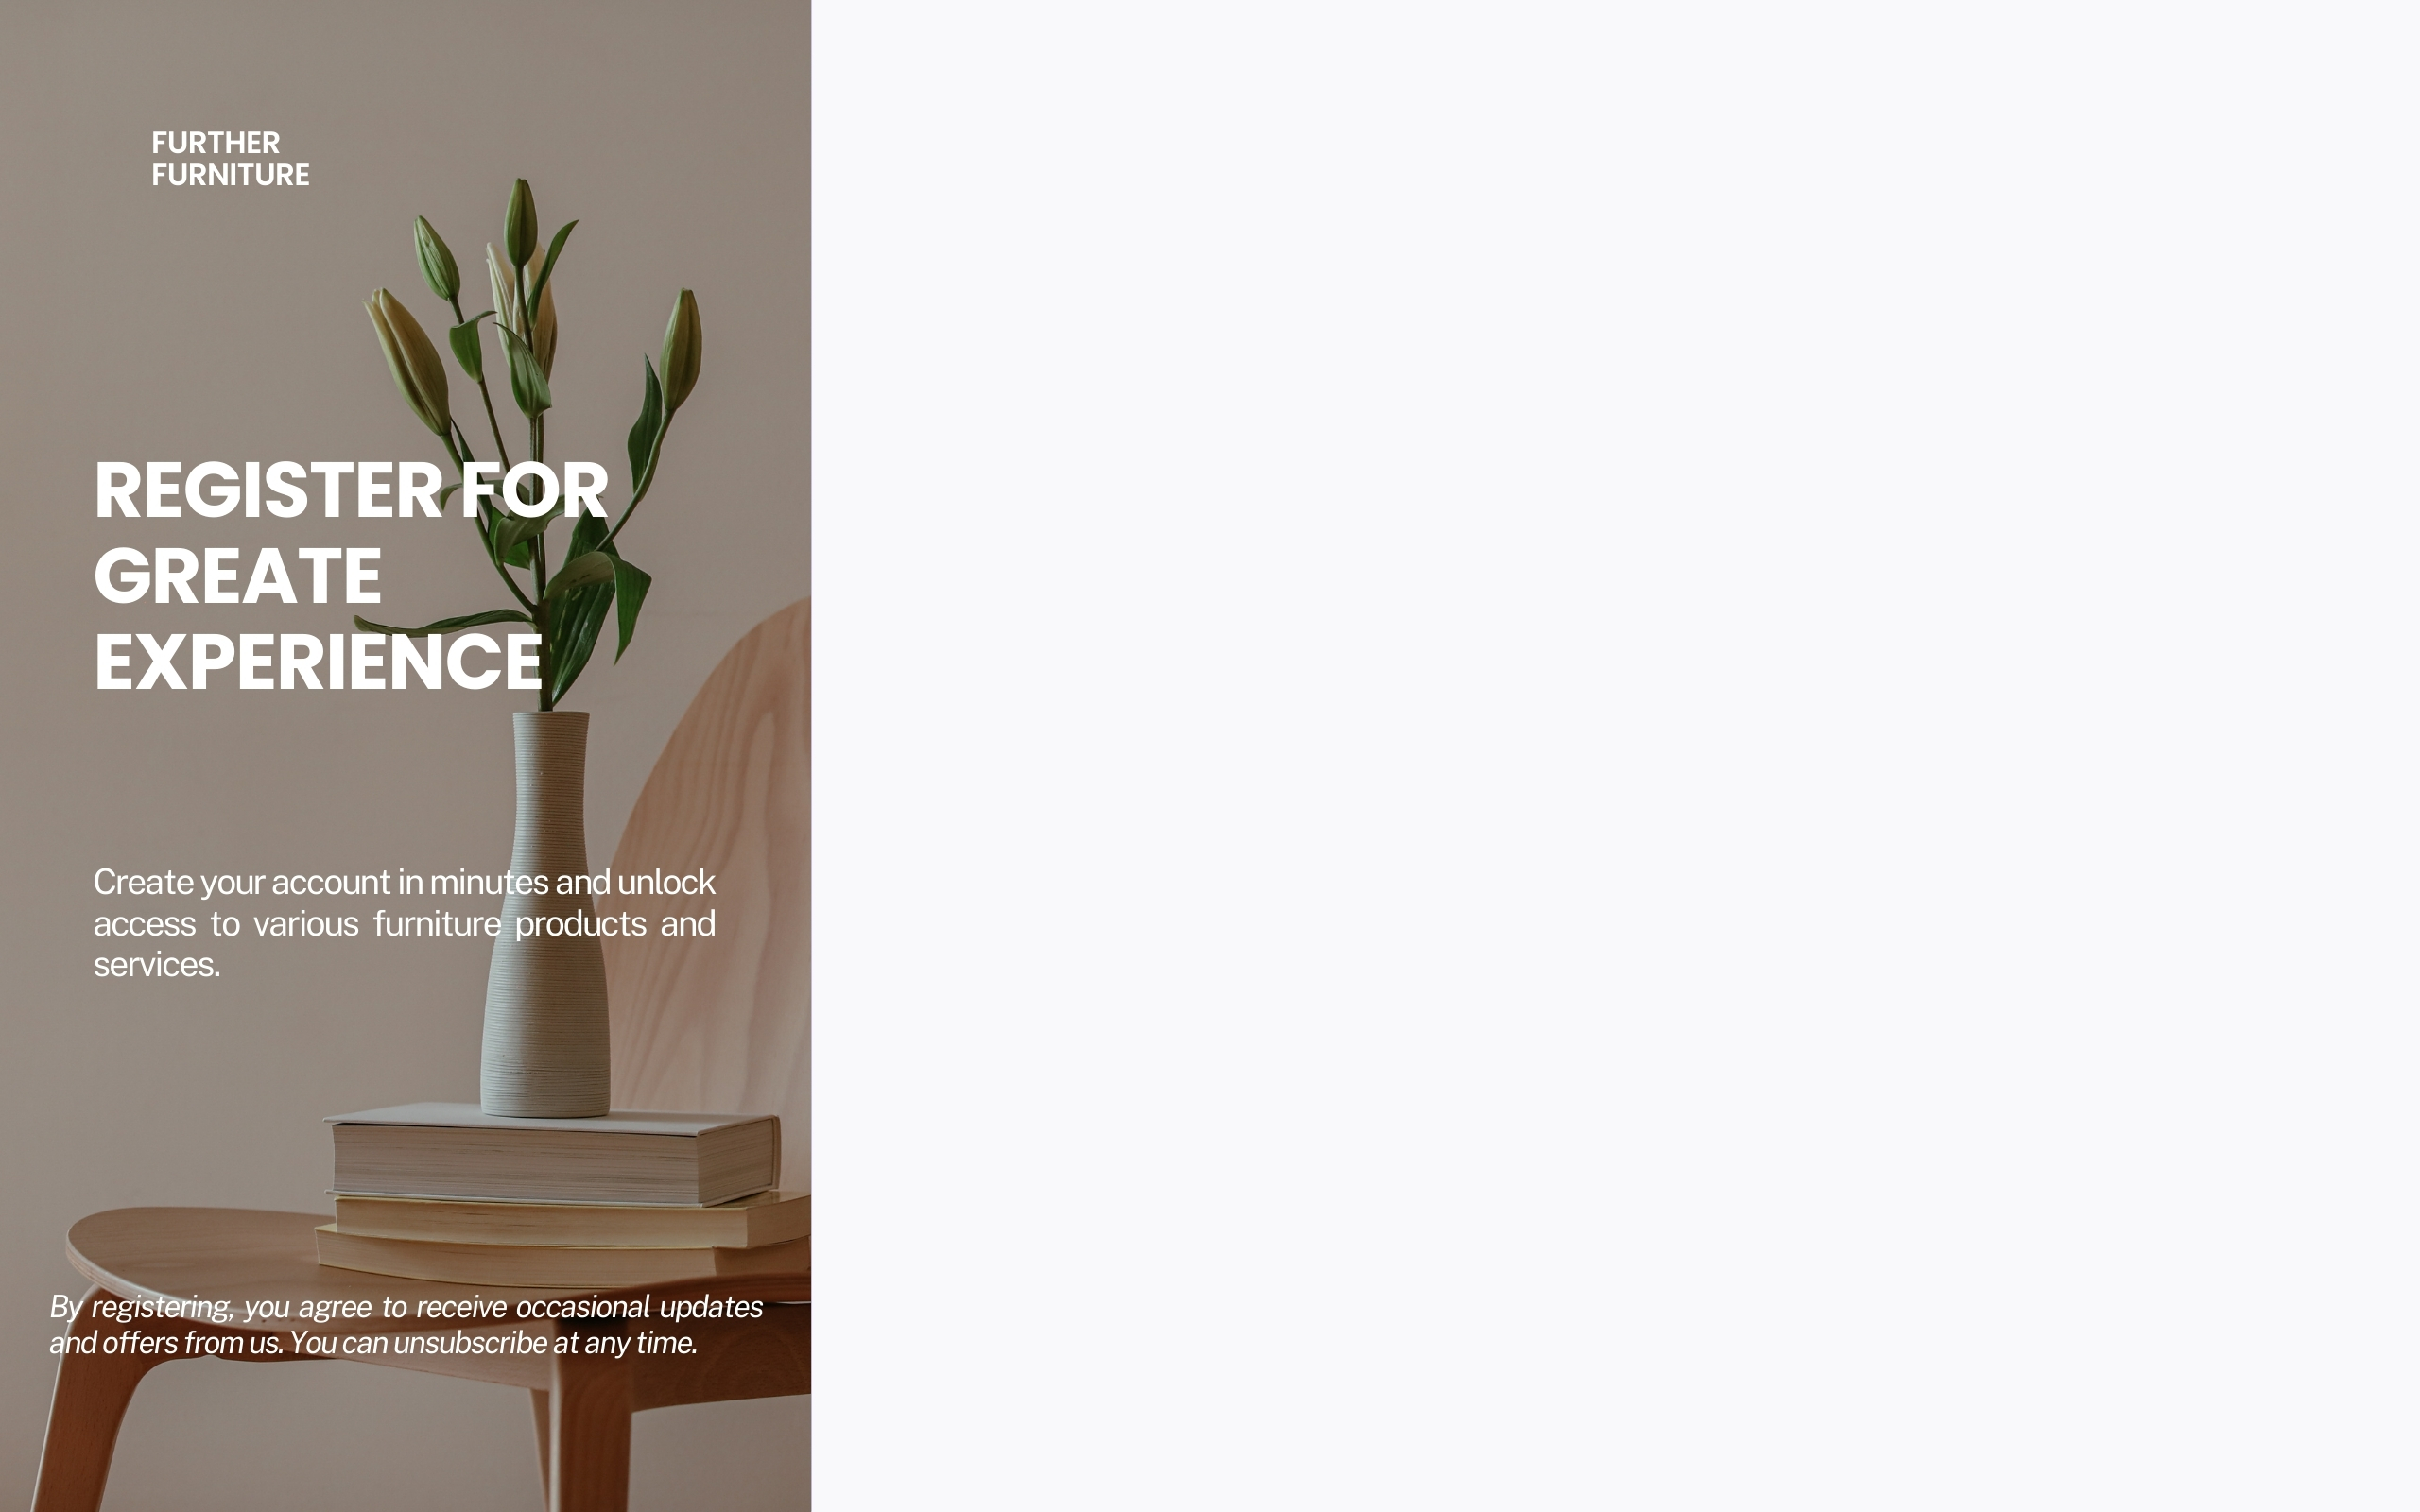 FURTHER
FURNITURE
REGISTER FOR
GREATE
EXPERIENCE
Create your account in minutes and unlock
access to various furniture products and
services.
By registering, you agree to receive occasional updates
and offers from us. You can unsubscribe at any time.